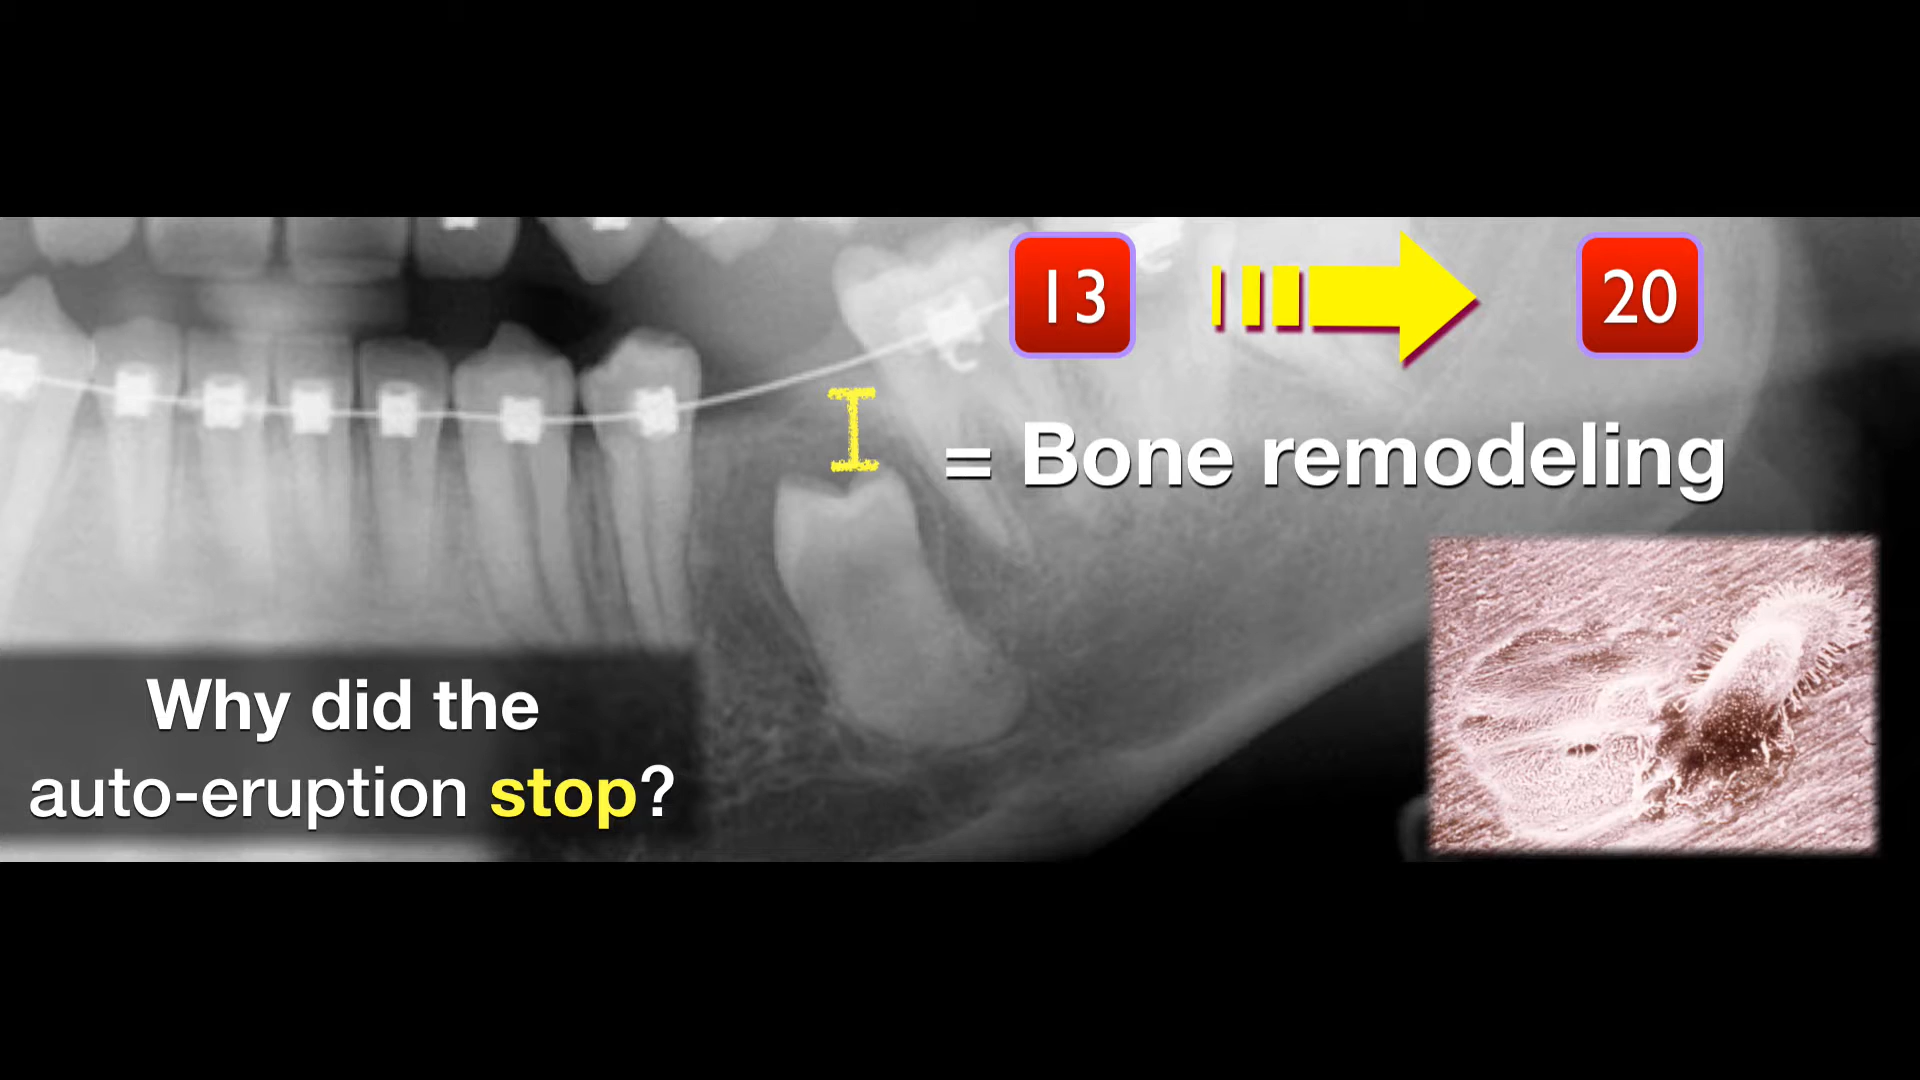 13 20
= Bone remodeling
Why did the
auto-eruption stop?